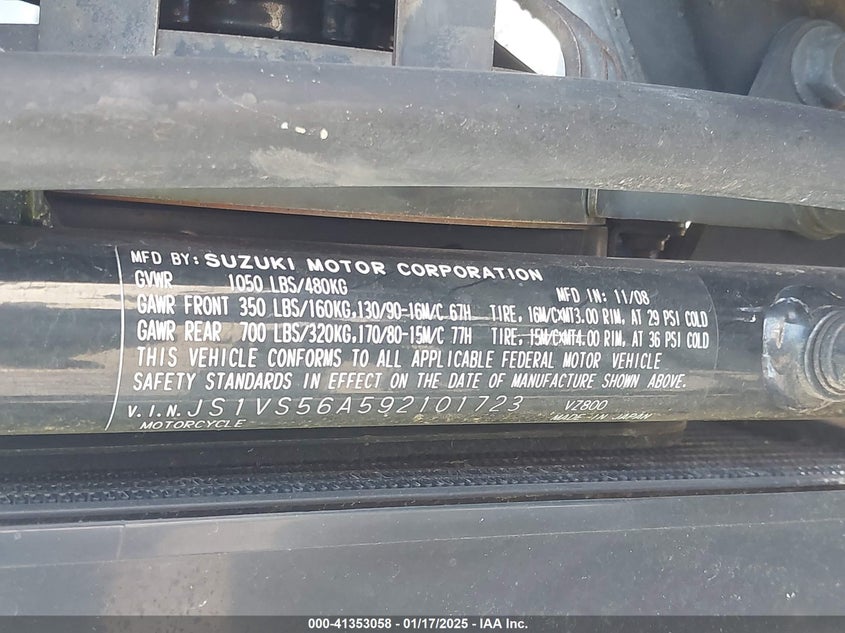 MFD BY: SUZUKI MOTOR CORPORATION
GVWR 1050 LBS/480KG MFD IN: 11/08
GAWR FRONT 350 LBS/160KG,130/90-16M/C 67H TIRE, 16M/C×MT3.00 RIM, AT 29 PSI COLD
GAWR REAR 700 LBS/320KG,170/80-15M/C 77H TIRE, 15M/C×MT4.00 RIM, AT 36 PSI COLD
THIS VEHICLE CONFORMS TO ALL APPLICABLE FEDERAL MOTOR VEHICLE
SAFETY STANDARDS IN EFFECT ON THE DATE OF MANUFACTURE SHOWN ABOVE.
V.I.N. JS1VS56A592101723 VZ800
MOTORCYCLE MADE IN JAPAN
000-41353058 - 01/17/2025 - IAA Inc.